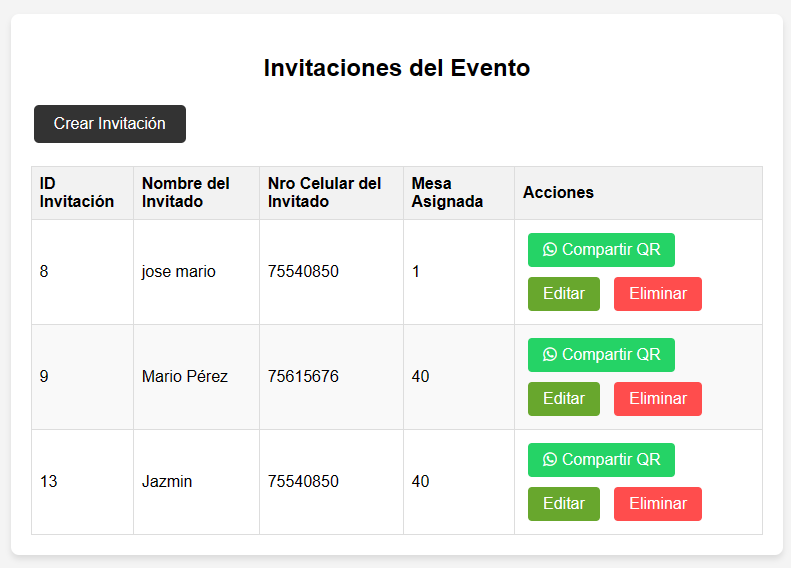 Invitaciones del Evento
Crear Invitación
ID Invitación Nombre del Invitado Nro Celular del Invitado Mesa Asignada Acciones
8 jose mario 75540850 1 Compartir QR
Editar Eliminar
9 Mario Pérez 75615676 40 Compartir QR
Editar Eliminar
13 Jazmin 75540850 40 Compartir QR
Editar Eliminar